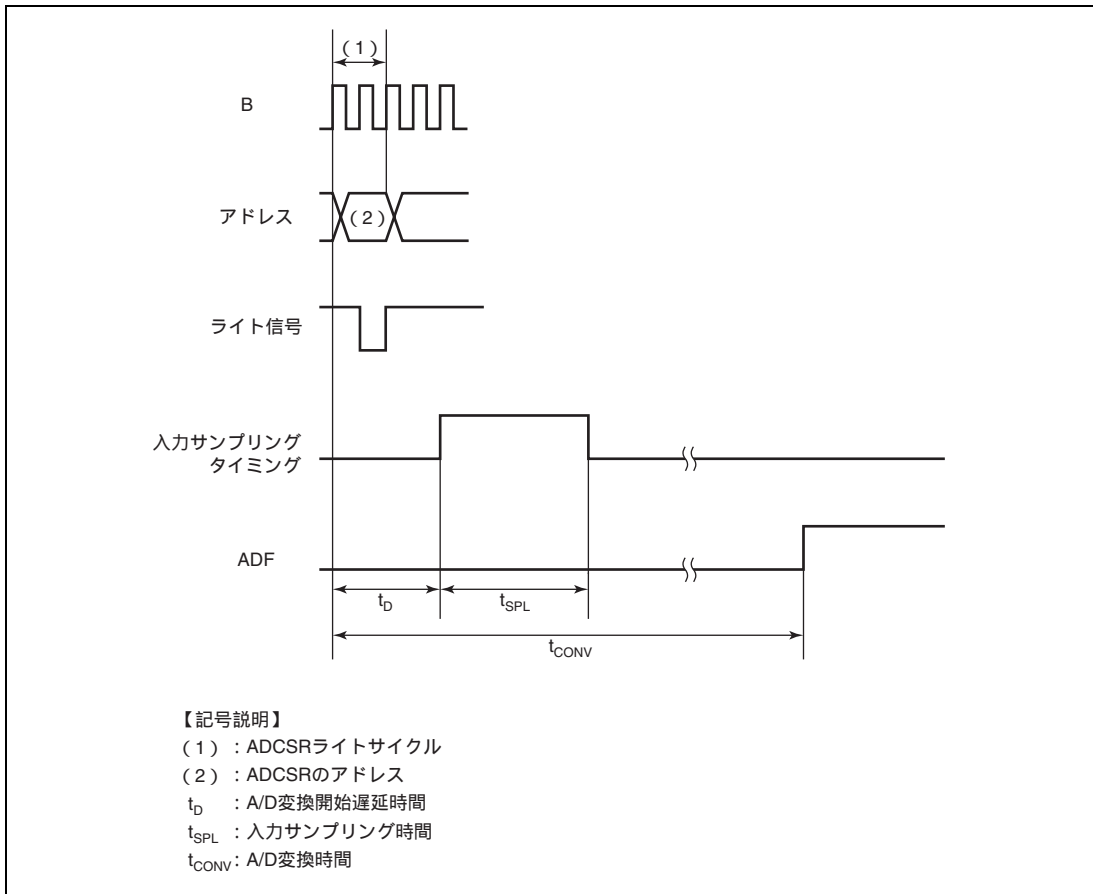 (1)
B
アドレス
(2)
ライト信号
入力サンプリング
タイミング
ADF
tD
tSPL
tCONV
【記号説明】
(1):ADCSRライトサイクル
(2):ADCSRのアドレス
tD :A/D変換開始遅延時間
tSPL :入力サンプリング時間
tCONV:A/D変換時間